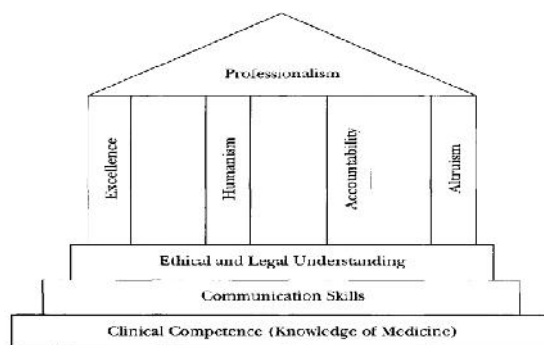 Professionalism
Excellence
Humanism
Accountability
Altruism
Ethical and Legal Understanding
Communication Skills
Clinical Competence (Knowledge of Medicine)